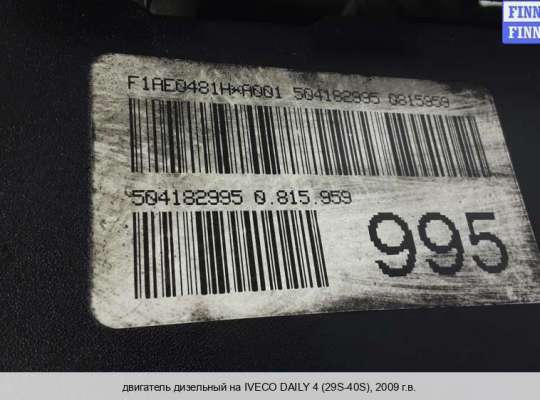 FINN
FINN
F1AE0481H*A001 504182995 0815959
504182995 0.815.959
995
двигатель дизельный на IVECO DAILY 4 (29S-40S), 2009 г.в.